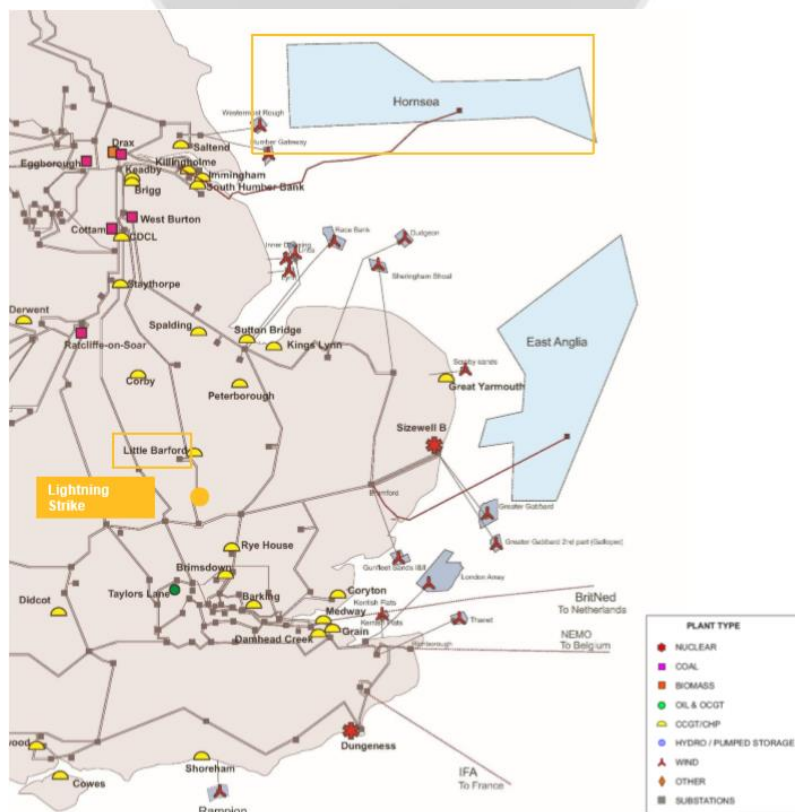 Hornsea
Westermost Rough
Humber Gateway
Saltend
Drax
Eggborough
Killingholme
Keadby
Immingham
Brigg
South Humber Bank
West Burton
Cottam
CDCL
Race Bank
Dudgeon
Sheringham Shoal
Staythorpe
Derwent
Spalding
Sutton Bridge
Kings Lynn
Ratcliffe-on-Soar
East Anglia
Corby
Peterborough
Scroby sands
Great Yarmouth
Sizewell B
Little Barford
Lightning
Strike
Bramford
Greater Gabbard
Greater Gabbard 2nd part (Galloper)
Rye House
Gunfleet Sands I&II
London Array
Brimsdown
Taylors Lane
Didcot
Barking
Coryton
Medway
Kentish Flats
Grain
Damhead Creek
Thanet
BritNed
To Netherlands
NEMO
To Belgium
Dungeness
IFA
To France
wood
Cowes
Shoreham
Rampion
PLANT TYPE
NUCLEAR
COAL
BIOMASS
OIL & OCGT
CCGT/CHP
HYDRO / PUMPED STORAGE
WIND
OTHER
SUBSTATIONS